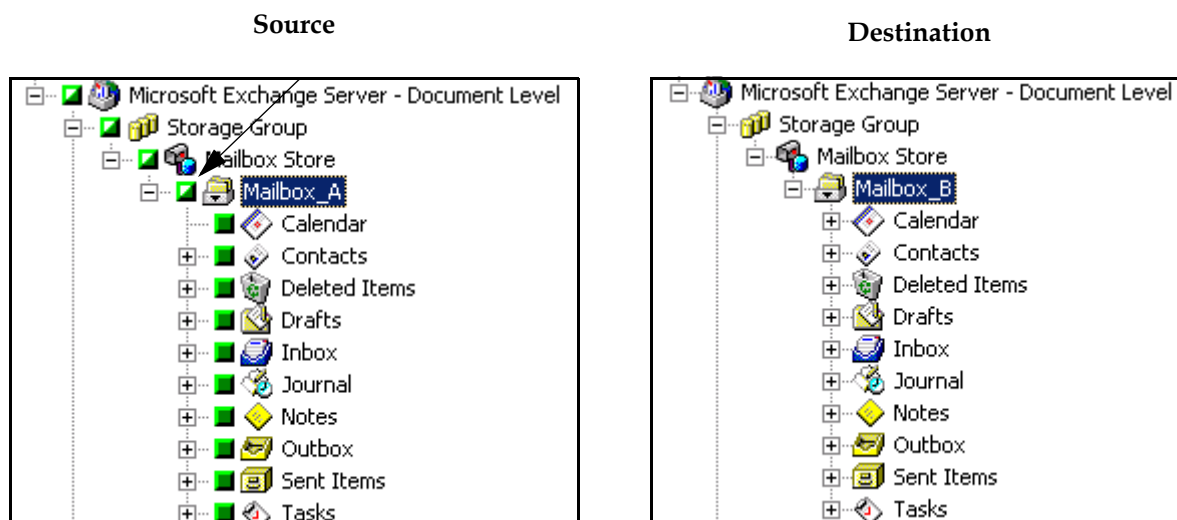 Source
Microsoft Exchange Server - Document Level
Storage Group
Mailbox Store
Mailbox_A
Calendar
Contacts
Deleted Items
Drafts
Inbox
Journal
Notes
Outbox
Sent Items
Tasks
Destination
Microsoft Exchange Server - Document Level
Storage Group
Mailbox Store
Mailbox_B
Calendar
Contacts
Deleted Items
Drafts
Inbox
Journal
Notes
Outbox
Sent Items
Tasks